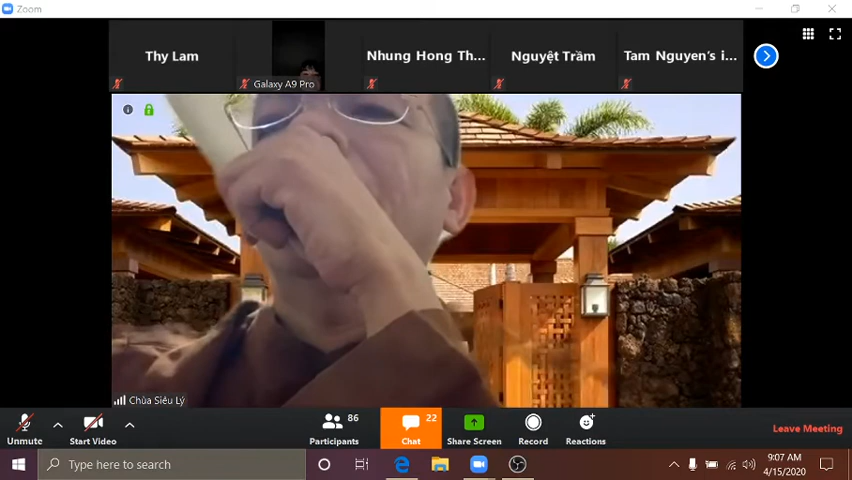 Zoom
Thy Lam
Galaxy A9 Pro
Nhung Hong Th...
Nguyệt Trầm
Tam Nguyen's i...
Chùa Siêu Lý
Unmute
Start Video
86
Participants
22
Chat
Share Screen
Record
Reactions
Leave Meeting
Type here to search
9:07 AM
4/15/2020